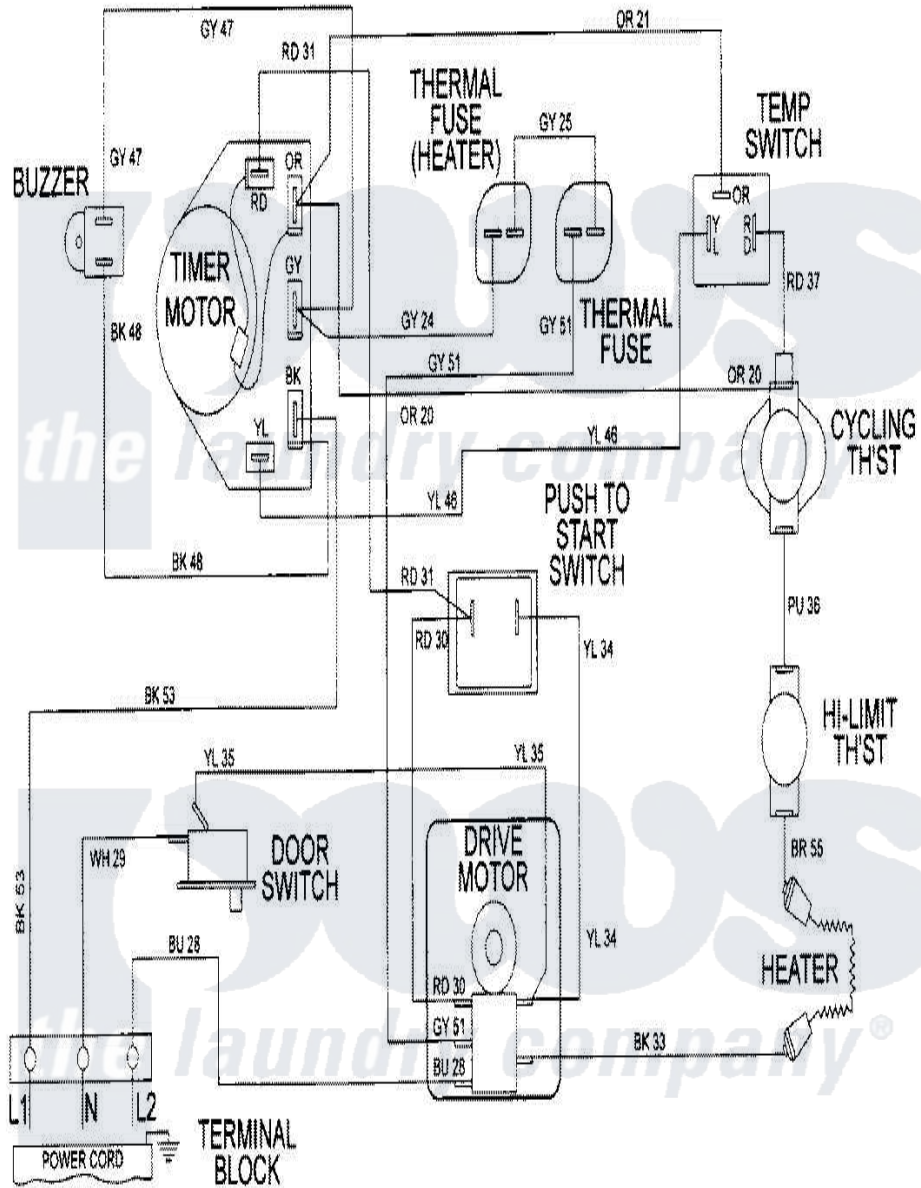 GY 47
OR 21
RD 31
THERMAL
FUSE
(HEATER)
GY 25
TEMP
SWITCH
GY 47
BUZZER
OR
RD
OR
Y
L
R
D
TIMER
MOTOR
GY
RD 37
BK 48
GY 24
GY 51
THERMAL
FUSE
GY 51
BK
OR 20
OR 20
CYCLING
TH'ST
YL
YL 46
the laundry company
YL 46
PUSH TO
START
SWITCH
BK 48
RD 31
PU 36
RD 30
YL 34
BK 53
HI-LIMIT
TH'ST
YL 35
YL 35
WH 29
DOOR
SWITCH
DRIVE
MOTOR
BR 55
BK 53
BU 28
YL 34
HEATER
RD 30
GY 51
BK 33
the laundry company®
BU 28
L1
N
L2
TERMINAL
BLOCK
POWER CORD